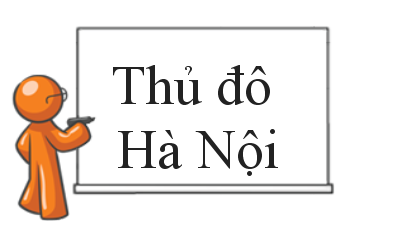 Thủ đô
Hà Nội